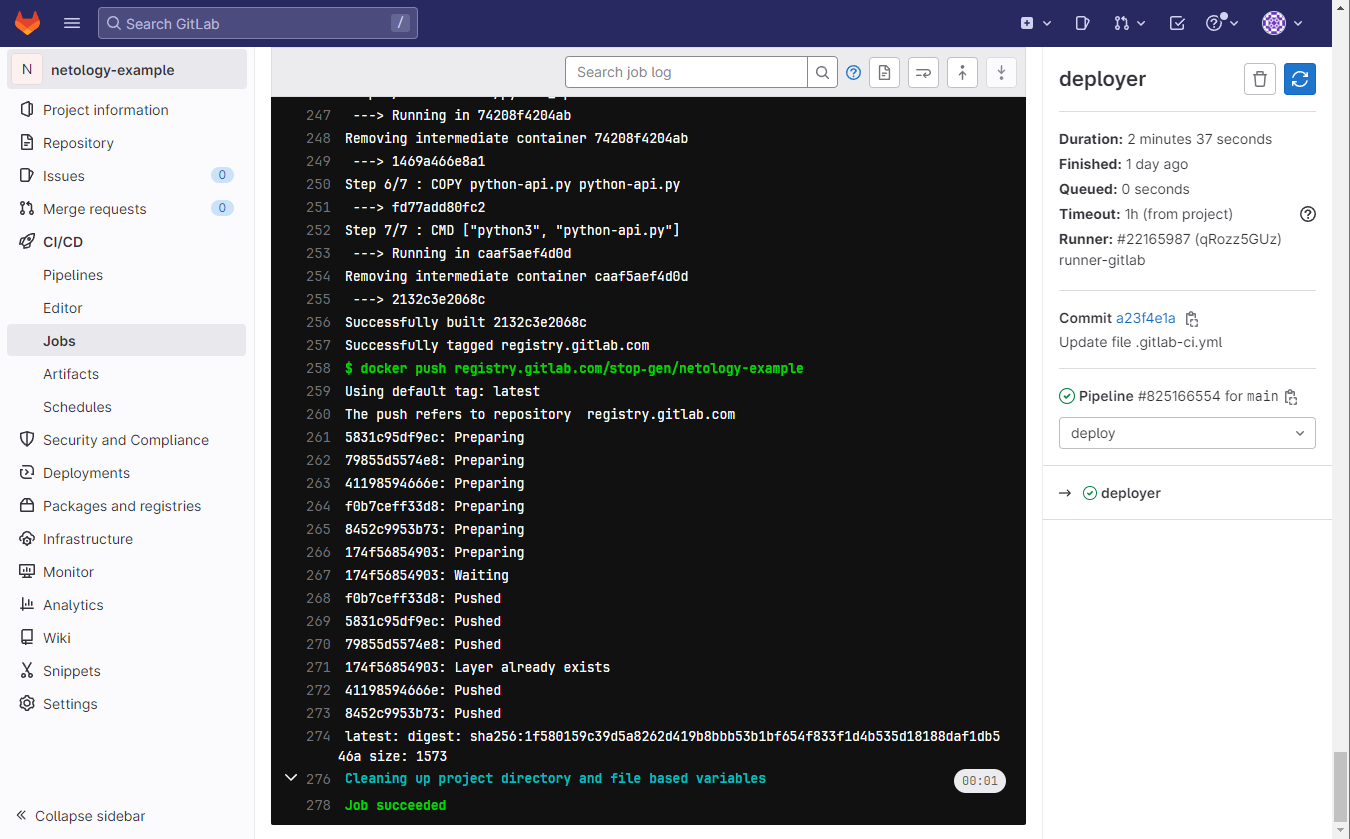 Search GitLab /
N netology-example
Project information
Repository
Issues 0
Merge requests 0
CI/CD
Pipelines
Editor
Jobs
Artifacts
Schedules
Security and Compliance
Deployments
Packages and registries
Infrastructure
Monitor
Analytics
Wiki
Snippets
Settings
Collapse sidebar
Search job log
247 ---> Running in 74208f4204ab
248 Removing intermediate container 74208f4204ab
249 ---> 1469a466e8a1
250 Step 6/7 : COPY python-api.py python-api.py
251 ---> fd77add80fc2
252 Step 7/7 : CMD ["python3", "python-api.py"]
253 ---> Running in caaf5aef4d0d
254 Removing intermediate container caaf5aef4d0d
255 ---> 2132c3e2068c
256 Successfully built 2132c3e2068c
257 Successfully tagged registry.gitlab.com
258 $ docker push registry.gitlab.com/stop-gen/netology-example
259 Using default tag: latest
260 The push refers to repository registry.gitlab.com
261 5831c95df9ec: Preparing
262 79855d5574e8: Preparing
263 41198594666e: Preparing
264 f0b7ceff33d8: Preparing
265 8452c9953b73: Preparing
266 174f56854903: Preparing
267 174f56854903: Waiting
268 f0b7ceff33d8: Pushed
269 5831c95df9ec: Pushed
270 79855d5574e8: Pushed
271 174f56854903: Layer already exists
272 41198594666e: Pushed
273 8452c9953b73: Pushed
274 latest: digest: sha256:1f580159c39d5a8262d419b8bbb53b1bf654f833f1d4b535d18188daf1db5
46a size: 1573
276 Cleaning up project directory and file based variables 00:01
278 Job succeeded
deployer
Duration: 2 minutes 37 seconds
Finished: 1 day ago
Queued: 0 seconds
Timeout: 1h (from project)
Runner: #22165987 (qRozz5GUz)
runner-gitlab
Commit a23f4e1a
Update file .gitlab-ci.yml
Pipeline #825166554 for main
deploy
deployer